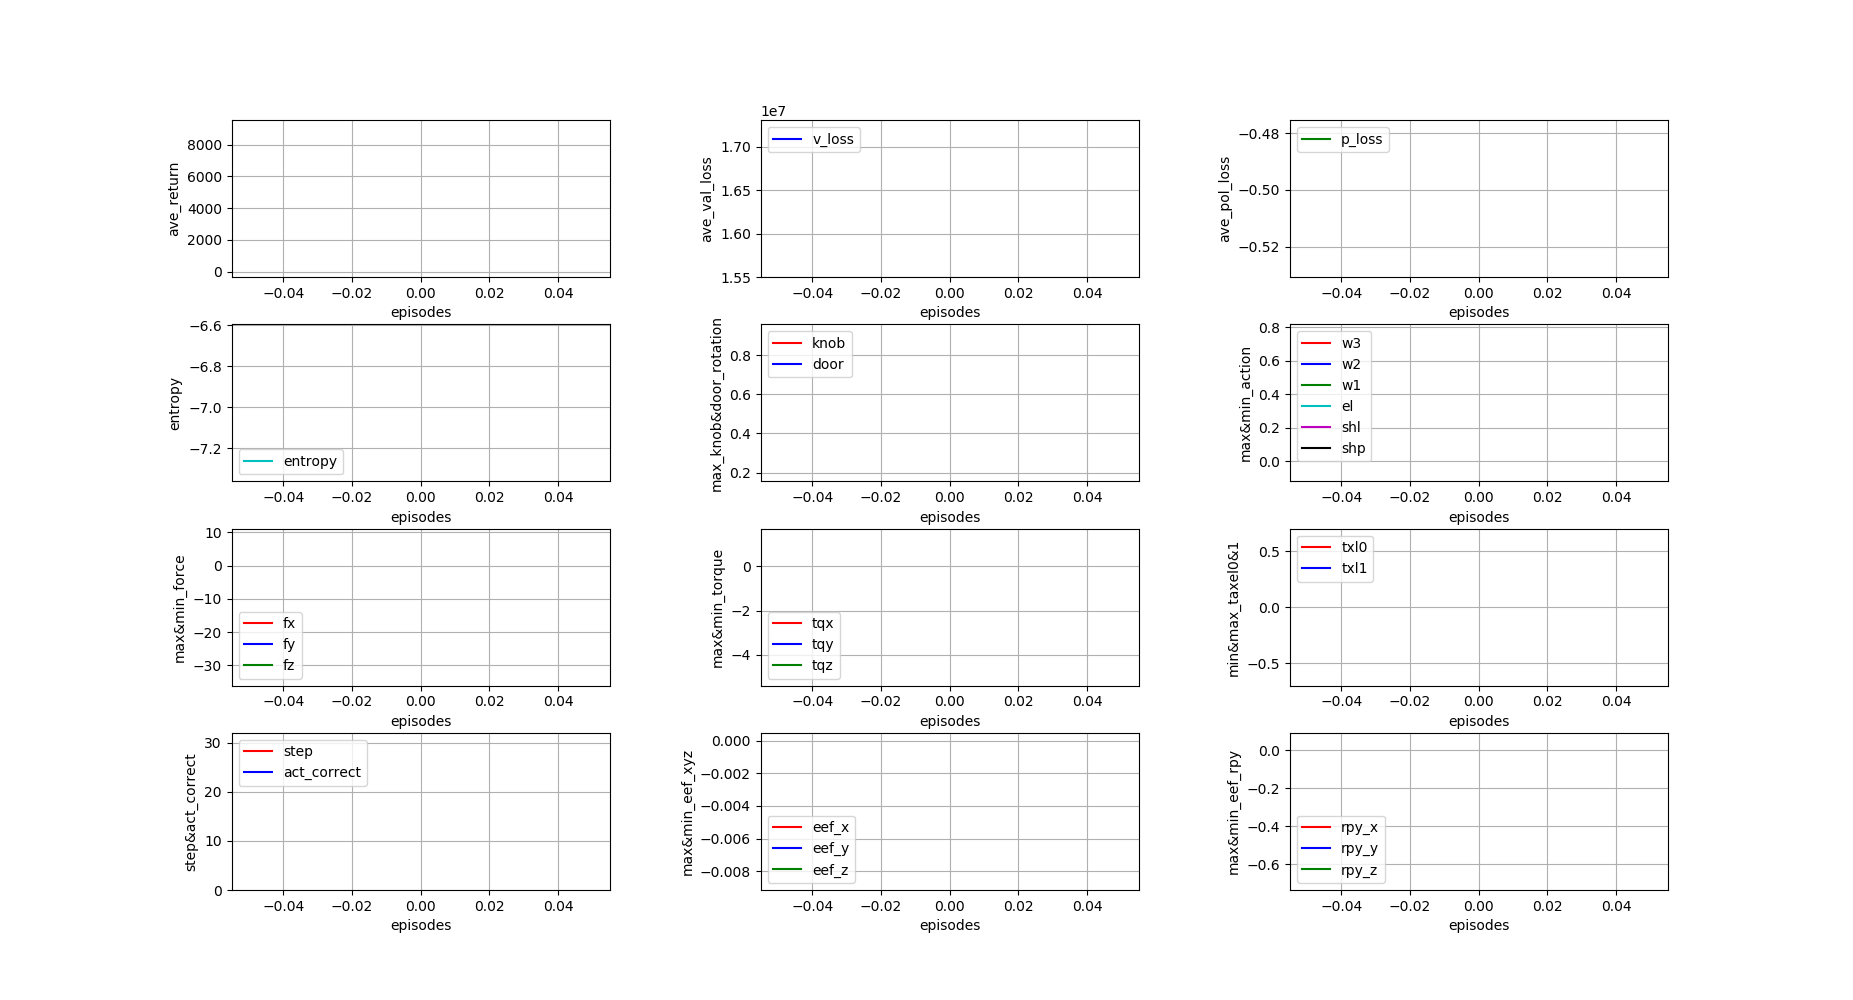 ave_return
8000
6000
4000
2000
0
−0.04 −0.02 0.00 0.02 0.04
episodes
1e7
ave_val_loss
v_loss
1.70
1.65
1.60
1.55
−0.04 −0.02 0.00 0.02 0.04
episodes
ave_pol_loss
p_loss
−0.48
−0.50
−0.52
−0.04 −0.02 0.00 0.02 0.04
episodes
entropy
−6.6
−6.8
−7.0
−7.2
entropy
−0.04 −0.02 0.00 0.02 0.04
episodes
max_knob&door_rotation
knob
door
0.8
0.6
0.4
0.2
−0.04 −0.02 0.00 0.02 0.04
episodes
max&min_action
w3
w2
w1
el
shl
shp
0.8
0.6
0.4
0.2
0.0
−0.04 −0.02 0.00 0.02 0.04
episodes
max&min_force
10
0
−10
−20
−30
fx
fy
fz
−0.04 −0.02 0.00 0.02 0.04
episodes
max&min_torque
0
−2
−4
tqx
tqy
tqz
−0.04 −0.02 0.00 0.02 0.04
episodes
min&max_taxel0&1
txl0
txl1
0.5
0.0
−0.5
−0.04 −0.02 0.00 0.02 0.04
episodes
step&act_correct
step
act_correct
30
20
10
0
−0.04 −0.02 0.00 0.02 0.04
episodes
max&min_eef_xyz
0.000
−0.002
−0.004
−0.006
−0.008
eef_x
eef_y
eef_z
−0.04 −0.02 0.00 0.02 0.04
episodes
max&min_eef_rpy
0.0
−0.2
−0.4
−0.6
rpy_x
rpy_y
rpy_z
−0.04 −0.02 0.00 0.02 0.04
episodes